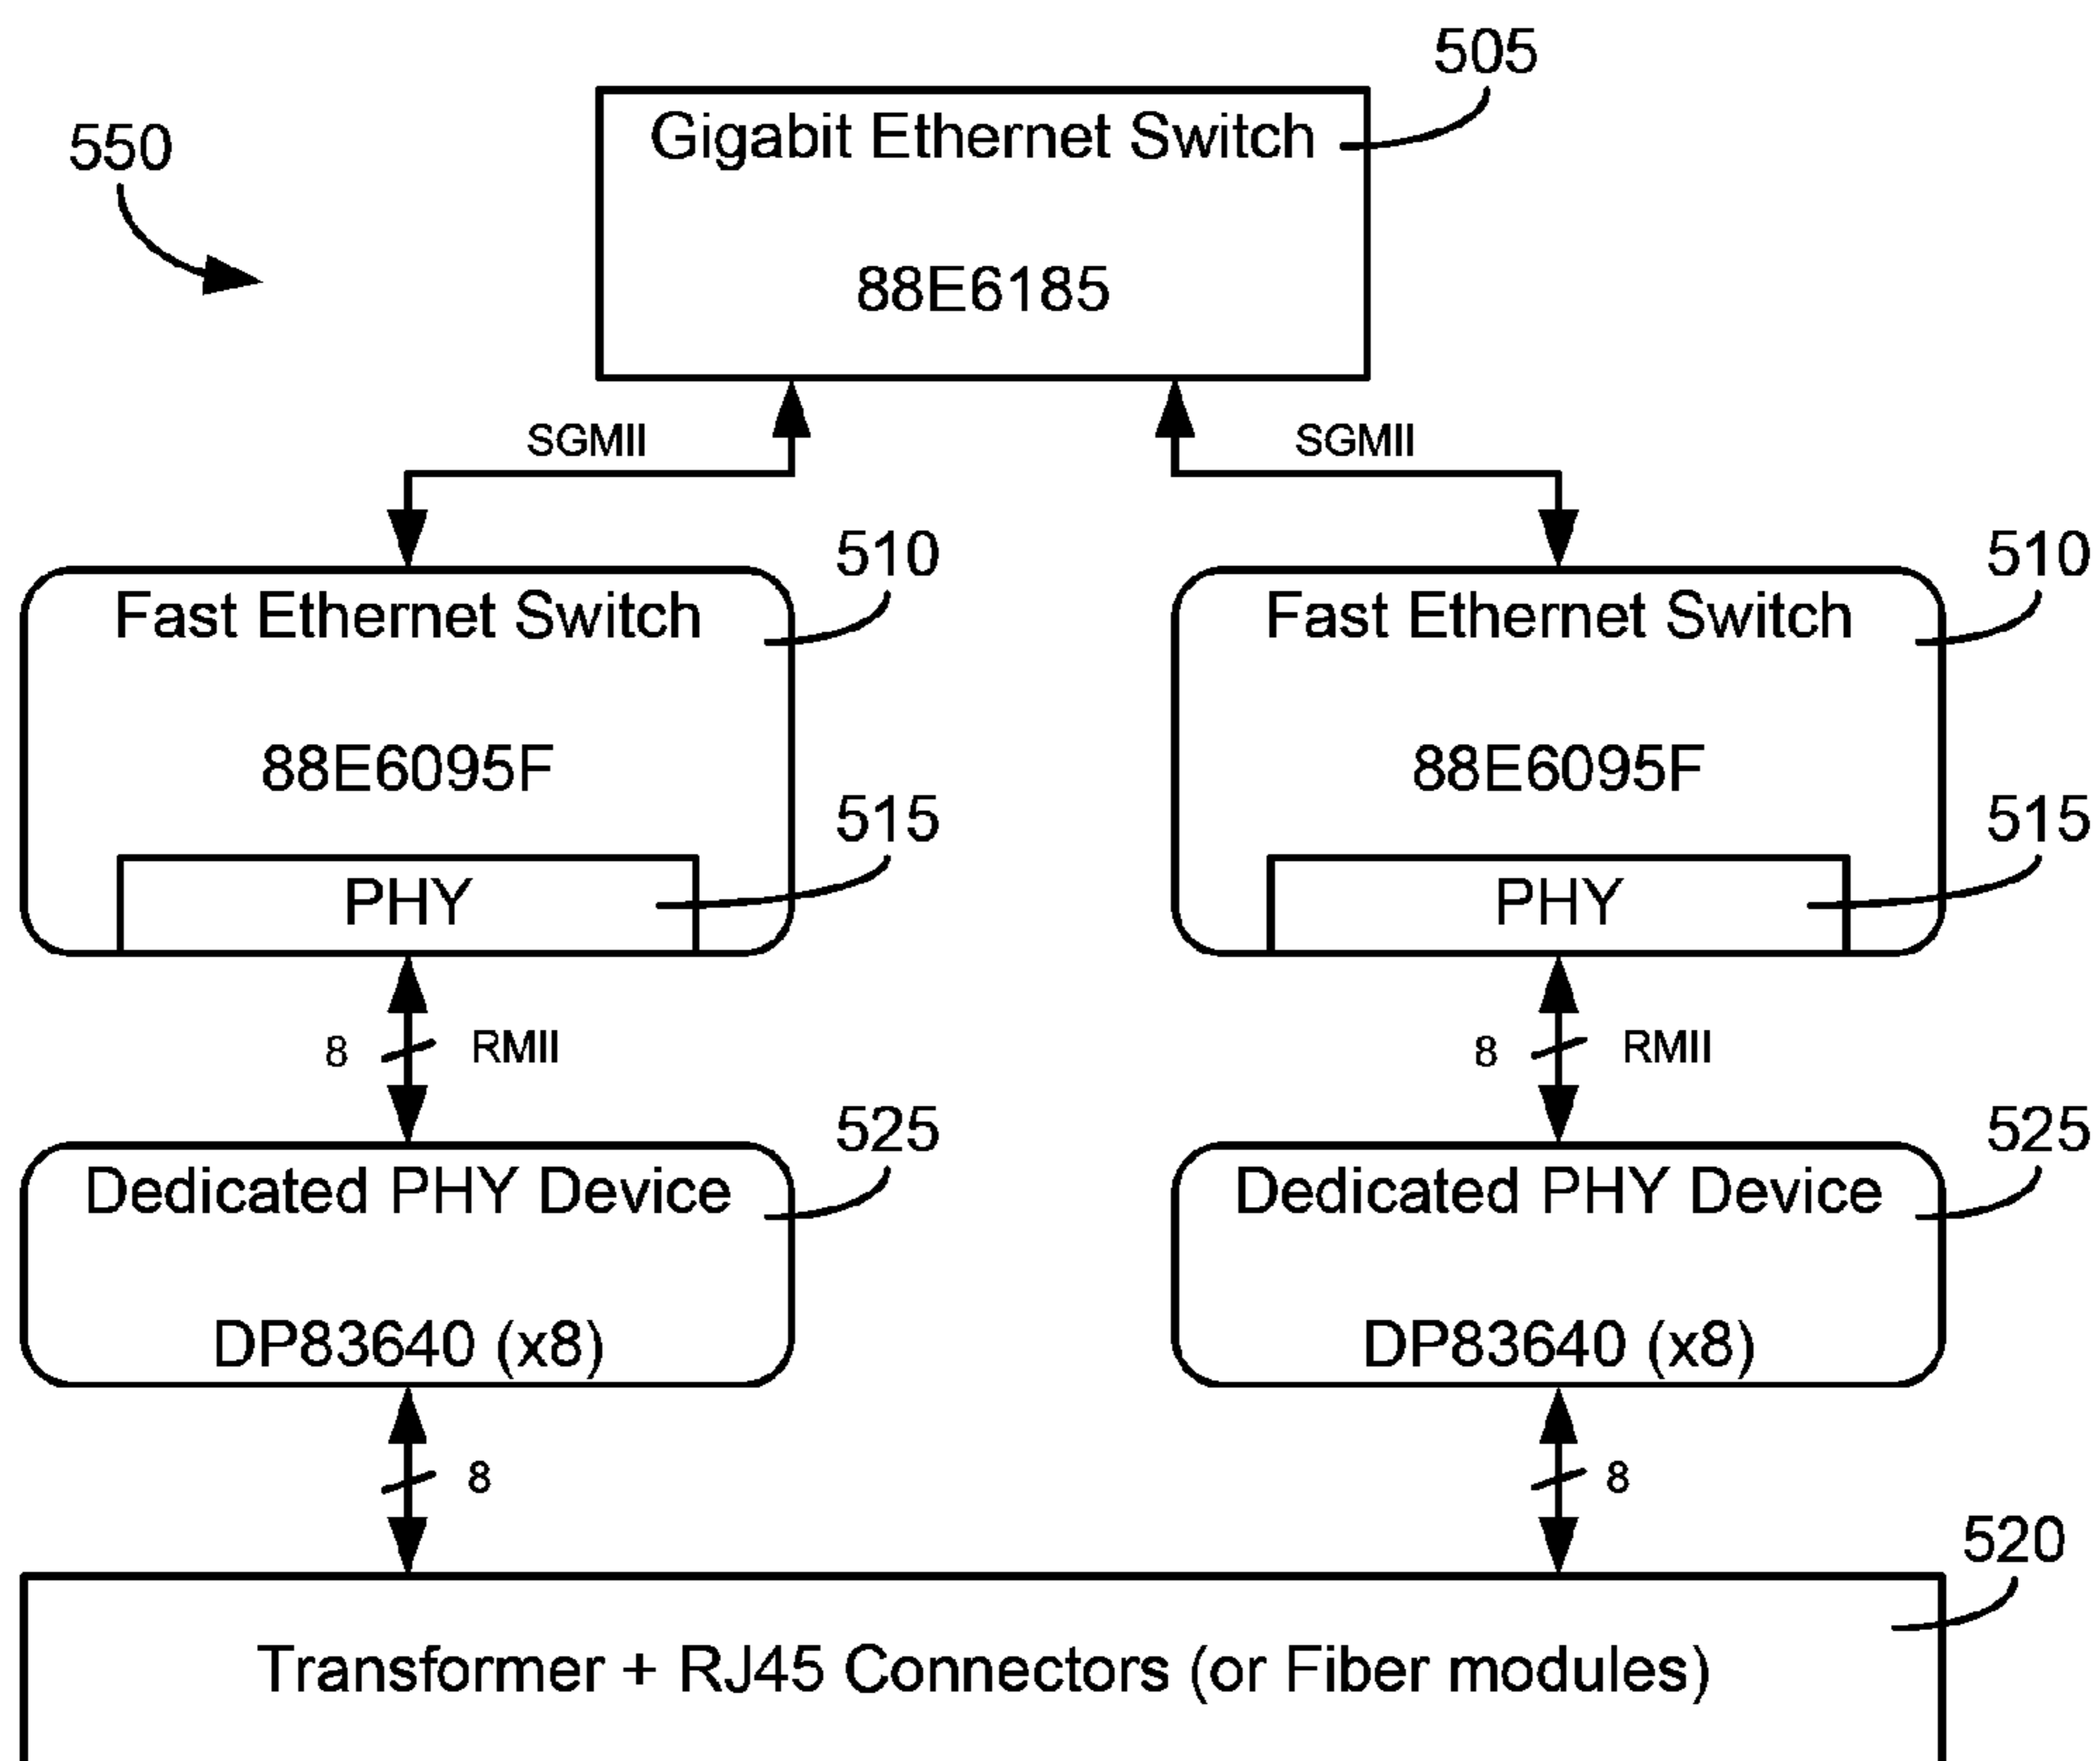 505
550
Gigabit Ethernet Switch
88E6185
SGMII
SGMII
510
510
Fast Ethernet Switch
Fast Ethernet Switch
88E6095F
88E6095F
515
515
PHY
PHY
8
RMII
8
RMII
525
525
Dedicated PHY Device
Dedicated PHY Device
DP83640 (x8)
DP83640 (x8)
8
8
520
Transformer + RJ45 Connectors (or Fiber modules)